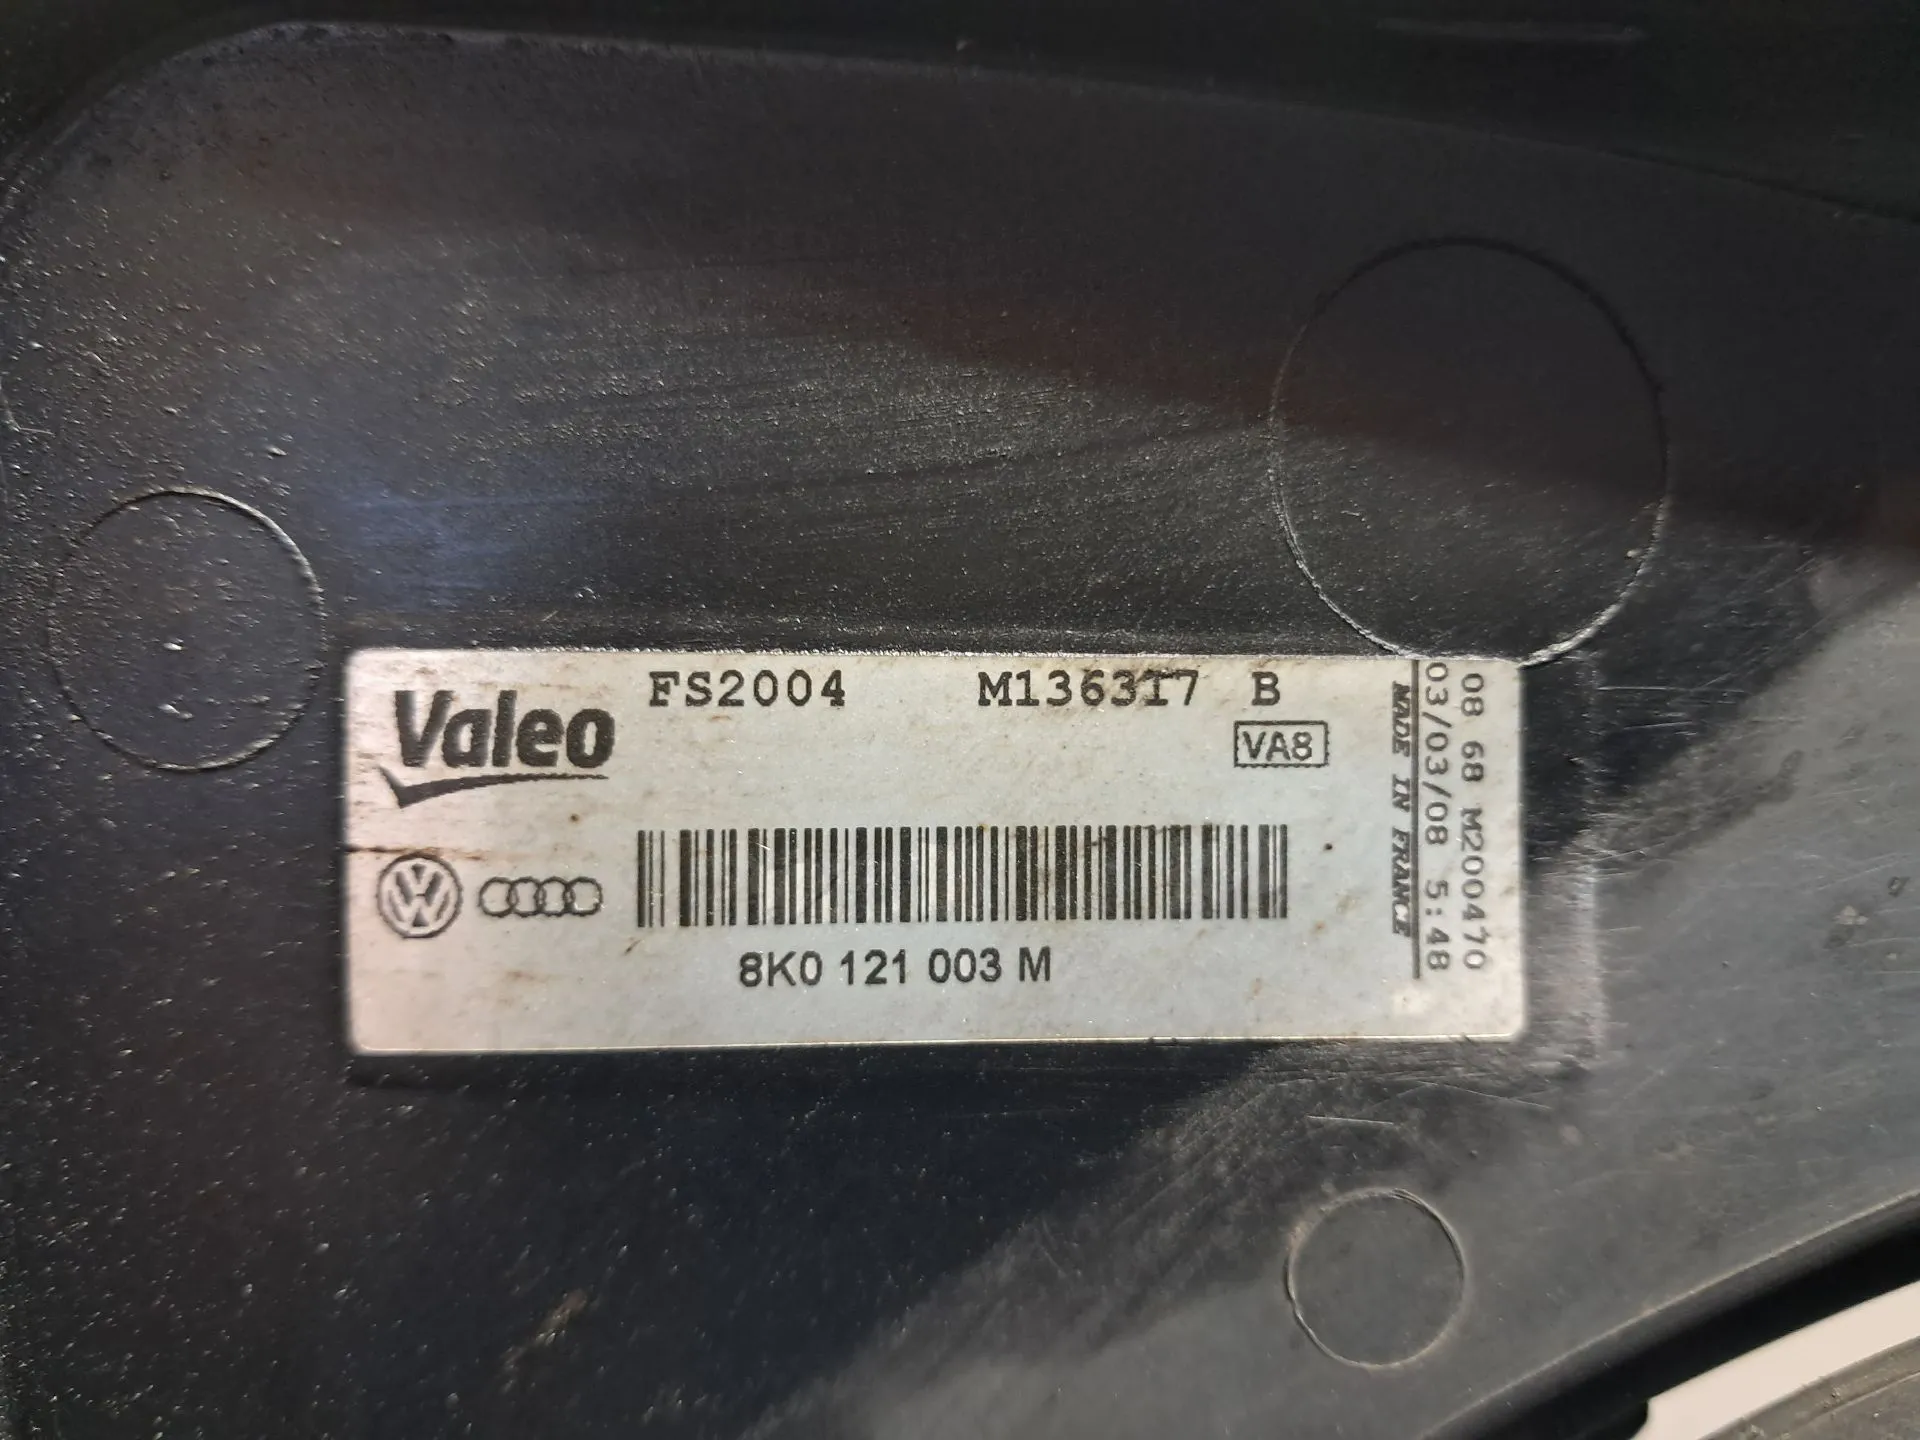 FS2004 M136317 B
Valeo
VA8
8K0 121 003 M
08 68 M200470
03/03/08 5:48
MADE IN FRANCE